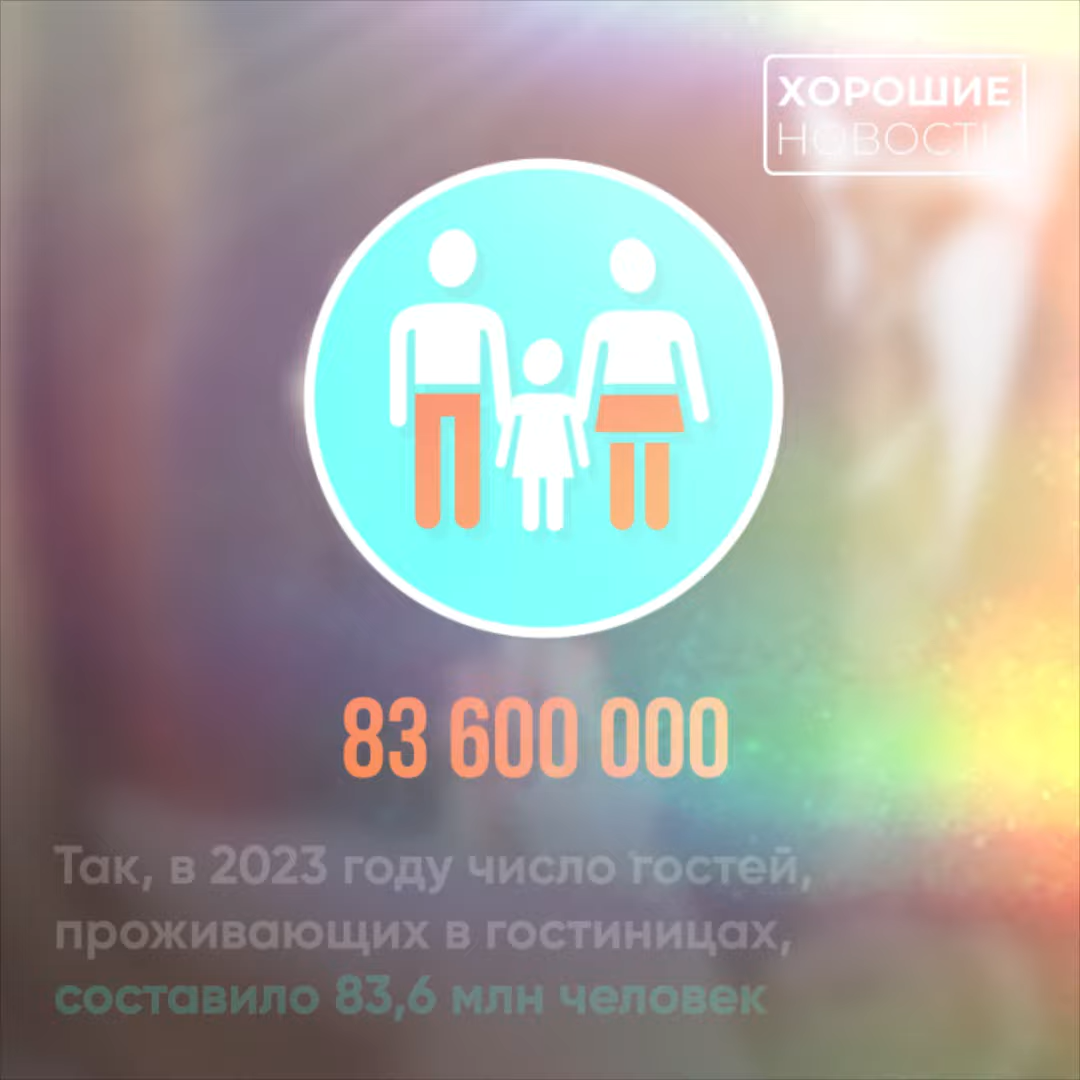 ХОРОШИЕ
НОВОСТИ
83 600 000
Так, в 2023 году число гостей,
проживающих в гостиницах,
составило 83,6 млн человек